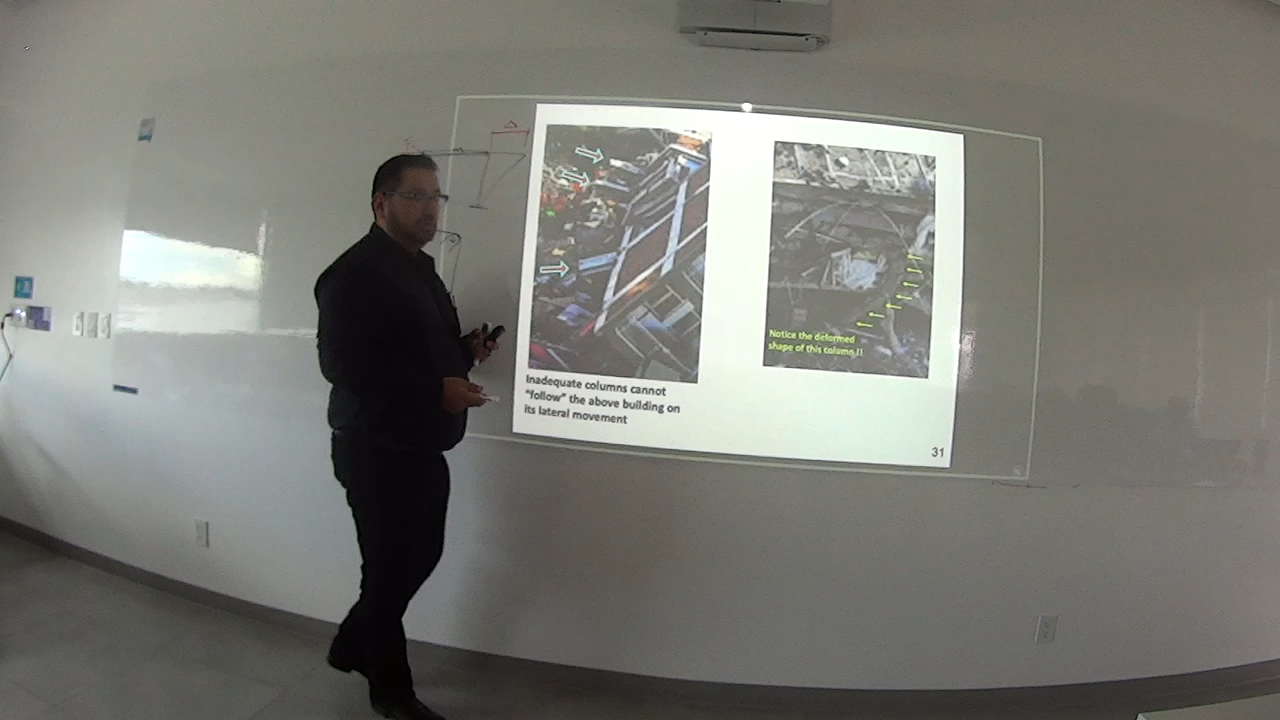 Δ
Inadequate columns cannot
"follow" the above building on
its lateral movement
Notice the deformed
shape of this column !!
31